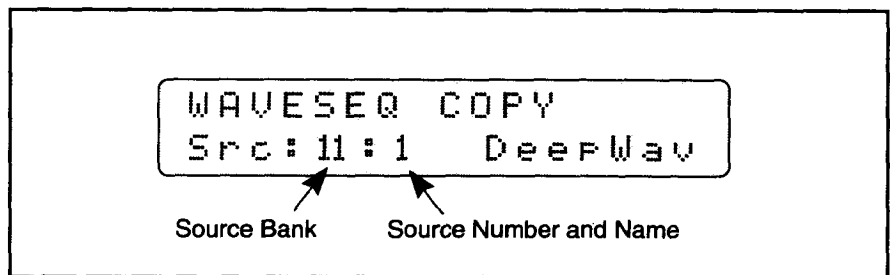 WAVESEQ COPY
Src:11:1 DeepWav
Source Bank Source Number and Name